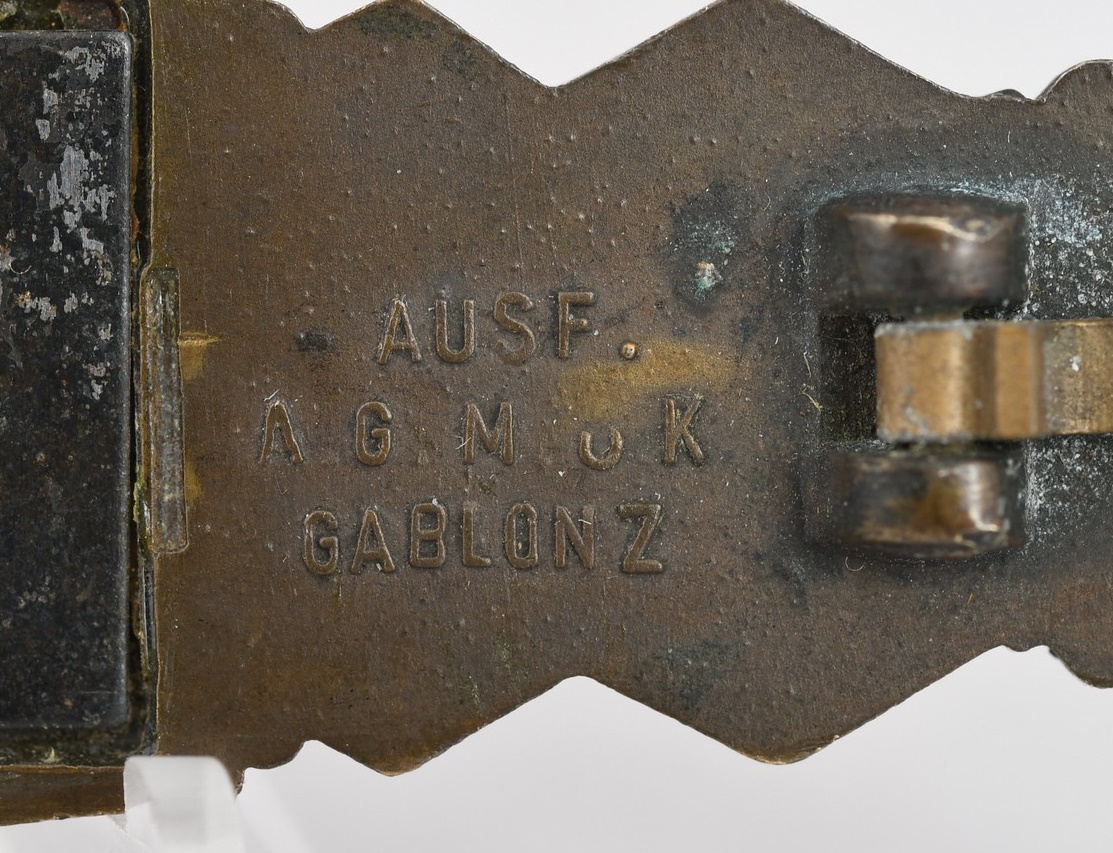 AUSF.
A G M u K
GABLONZ